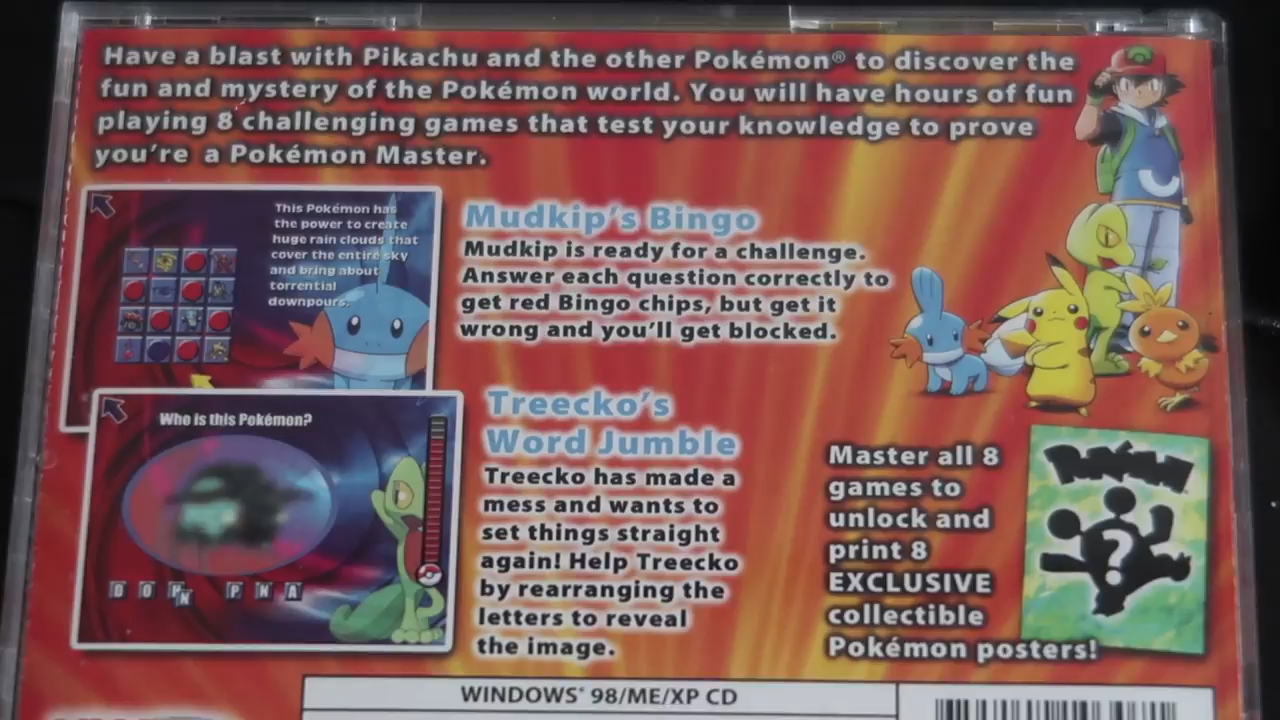 Have a blast with Pikachu and the other Pokémon® to discover the
fun and mystery of the Pokémon world. You will have hours of fun
playing 8 challenging games that test your knowledge to prove
you're a Pokémon Master.
This Pokémon has
the power to create
huge rain clouds that
cover the entire sky
and bring about
torrential
downpours.
Mudkip's Bingo
Mudkip is ready for a challenge.
Answer each question correctly to
get red Bingo chips, but get it
wrong and you'll get blocked.
Who is this Pokémon?
D O P N P N A
Treecko's
Word Jumble
Treecko has made a
mess and wants to
set things straight
again! Help Treecko
by rearranging the
letters to reveal
the image.
Master all 8
games to
unlock and
print 8
EXCLUSIVE
collectible
Pokémon posters!
POKéMON
?
WINDOWS® 98/ME/XP CD